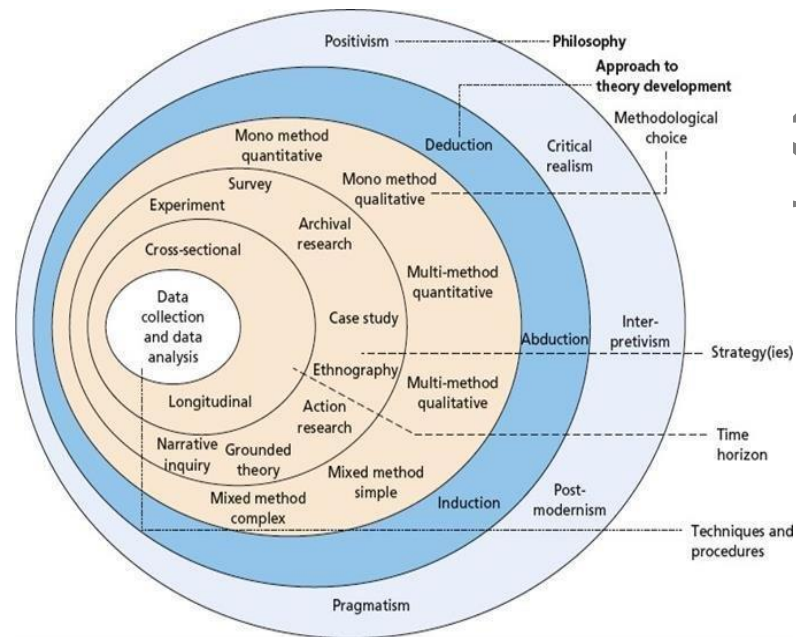 Positivism
Philosophy
Approach to
theory development
Methodological
choice
Deduction
Critical
realism
Mono method
quantitative
Mono method
qualitative
Survey
Experiment
Archival
research
Cross-sectional
Multi-method
quantitative
Data
collection
and data
analysis
Case study
Inter-
pretivism
Abduction
Strategy(ies)
Ethnography
Multi-method
qualitative
Longitudinal
Action
research
Time
horizon
Narrative
inquiry
Grounded
theory
Mixed method
simple
Mixed method
complex
Induction
Post-
modernism
Techniques and
procedures
Pragmatism